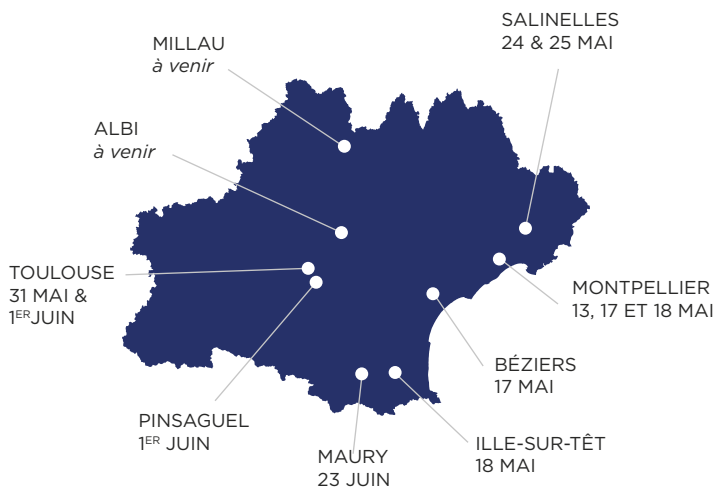 SALINELLES
24 & 25 MAI
MILLAU
à venir
ALBI
à venir
TOULOUSE
31 MAI &
1ER JUIN
MONTPELLIER
13, 17 ET 18 MAI
BÉZIERS
17 MAI
PINSAGUEL
1ER JUIN
ILLE-SUR-TÊT
18 MAI
MAURY
23 JUIN